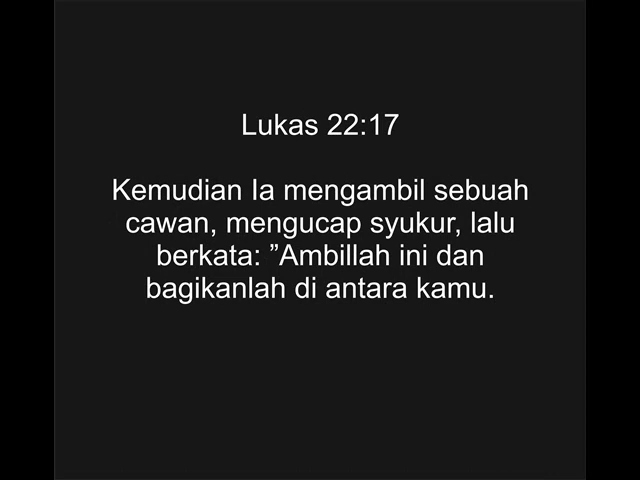 Lukas 22:17
Kemudian Ia mengambil sebuah
cawan, mengucap syukur, lalu
berkata: ”Ambillah ini dan
bagikanlah di antara kamu.